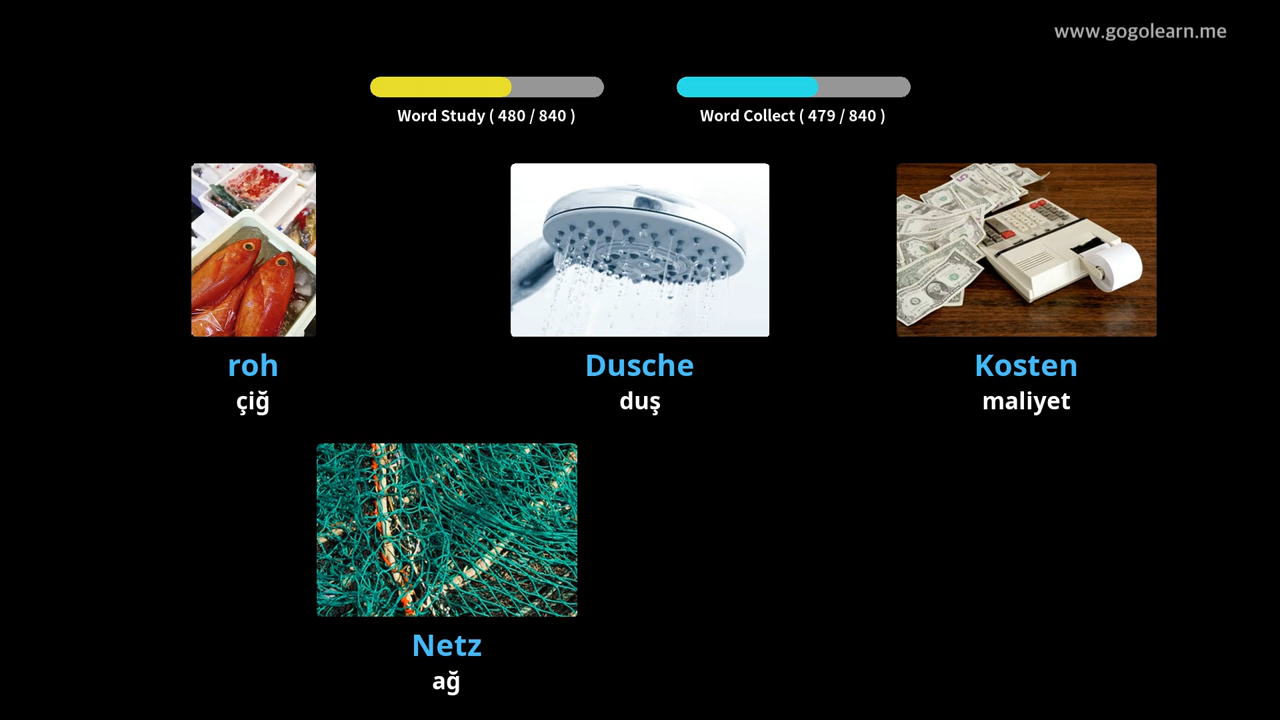 www.gogolearn.me
Word Study ( 480 / 840 )
Word Collect ( 479 / 840 )
roh
çiğ
Dusche
duş
Kosten
maliyet
Netz
ağ